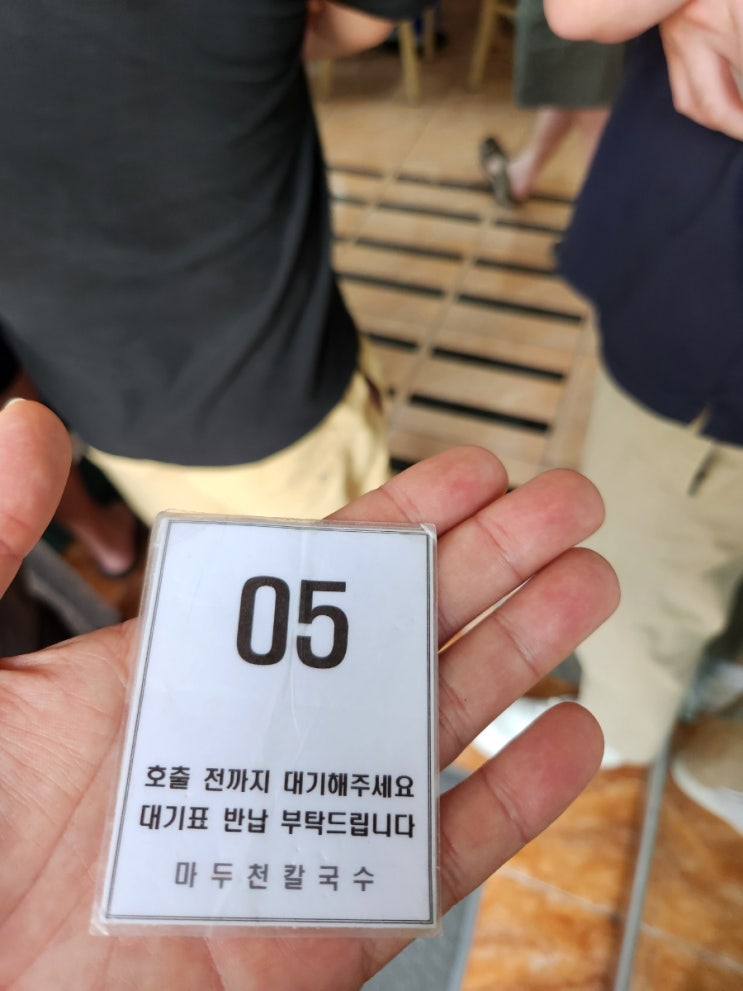 05
호출 전까지 대기해주세요
대기표 반납 부탁드립니다
마두천칼국수